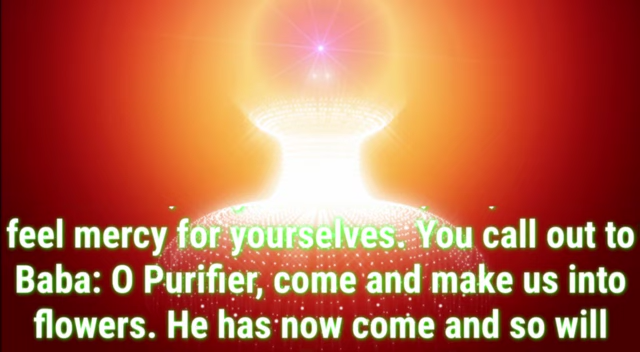 feel mercy for yourselves. You call out to
Baba: O Purifier, come and make us into
flowers. He has now come and so will